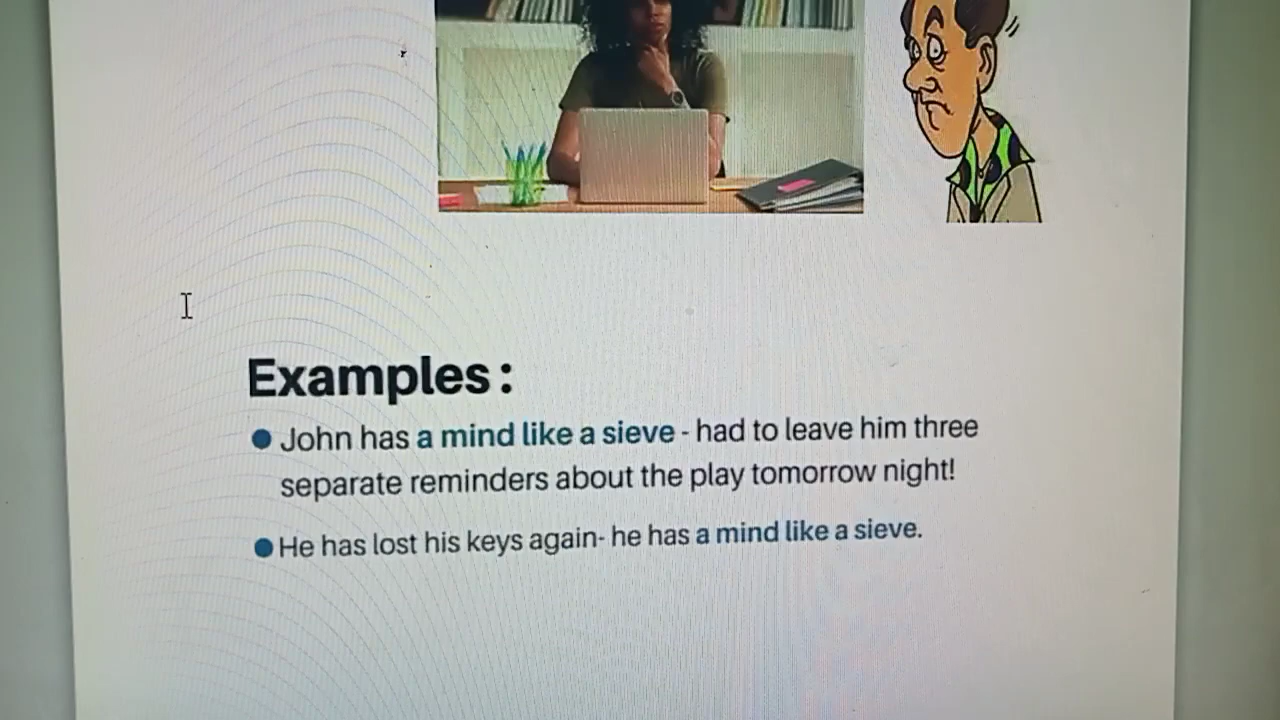 Examples :
● John has a mind like a sieve - had to leave him three
separate reminders about the play tomorrow night!
● He has lost his keys again- he has a mind like a sieve.